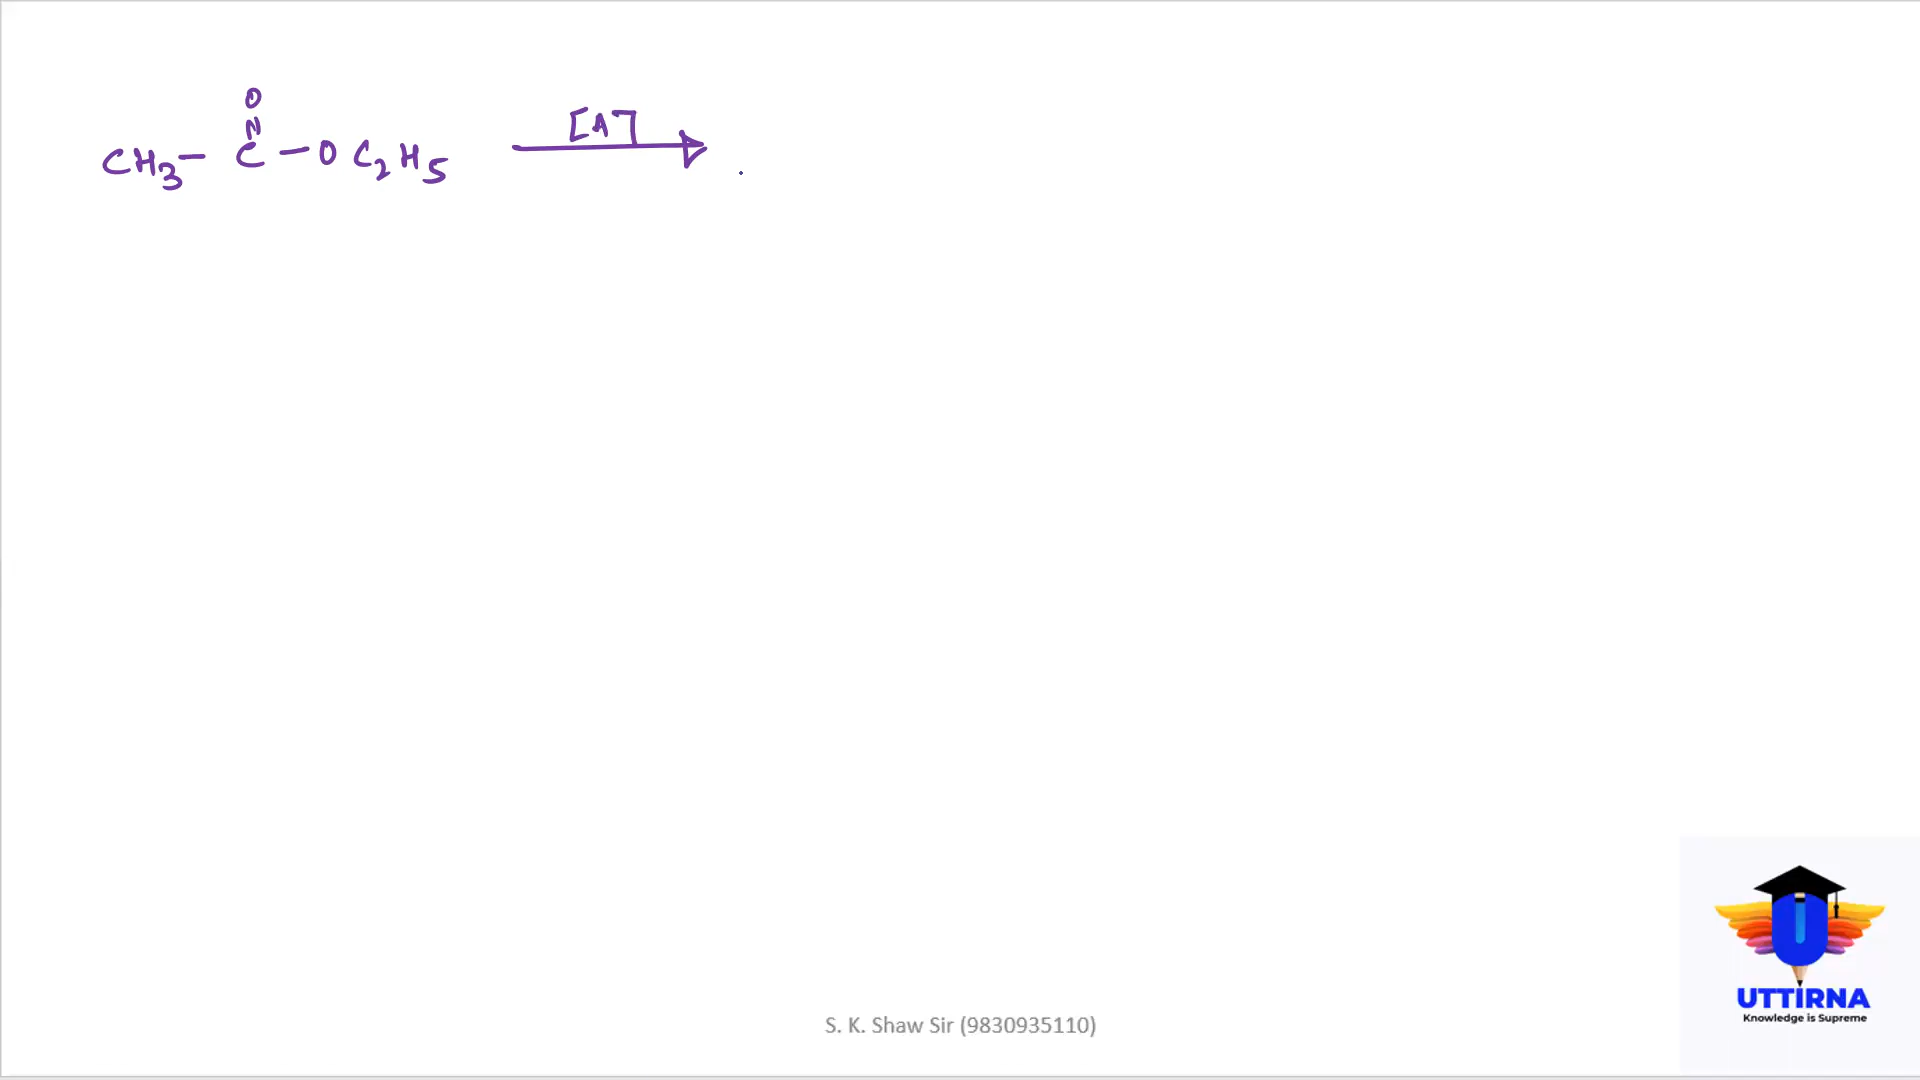 O
||
CH3 - C - O C2H5 [A] →
S. K. Shaw Sir (9830935110)
UTTIRNA
Knowledge is Supreme